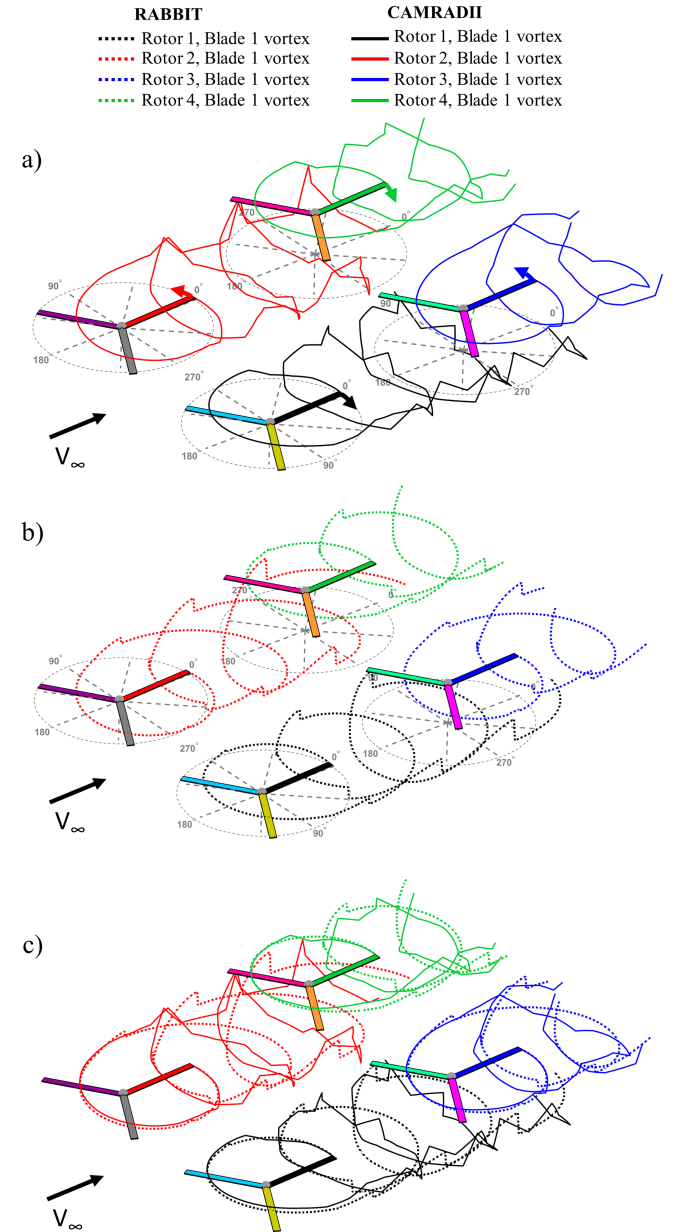 RABBIT CAMRADII
Rotor 1, Blade 1 vortex Rotor 1, Blade 1 vortex
Rotor 2, Blade 1 vortex Rotor 2, Blade 1 vortex
Rotor 3, Blade 1 vortex Rotor 3, Blade 1 vortex
Rotor 4, Blade 1 vortex Rotor 4, Blade 1 vortex
a)
270° 0°
180°
90° 0°
180
90 0°
180 270°
270° 0°
180° 90°
V∞
b)
270° 0°
180
90° 0°
180
90
180 270°
270° 0°
180° 90°
V∞
c)
V∞